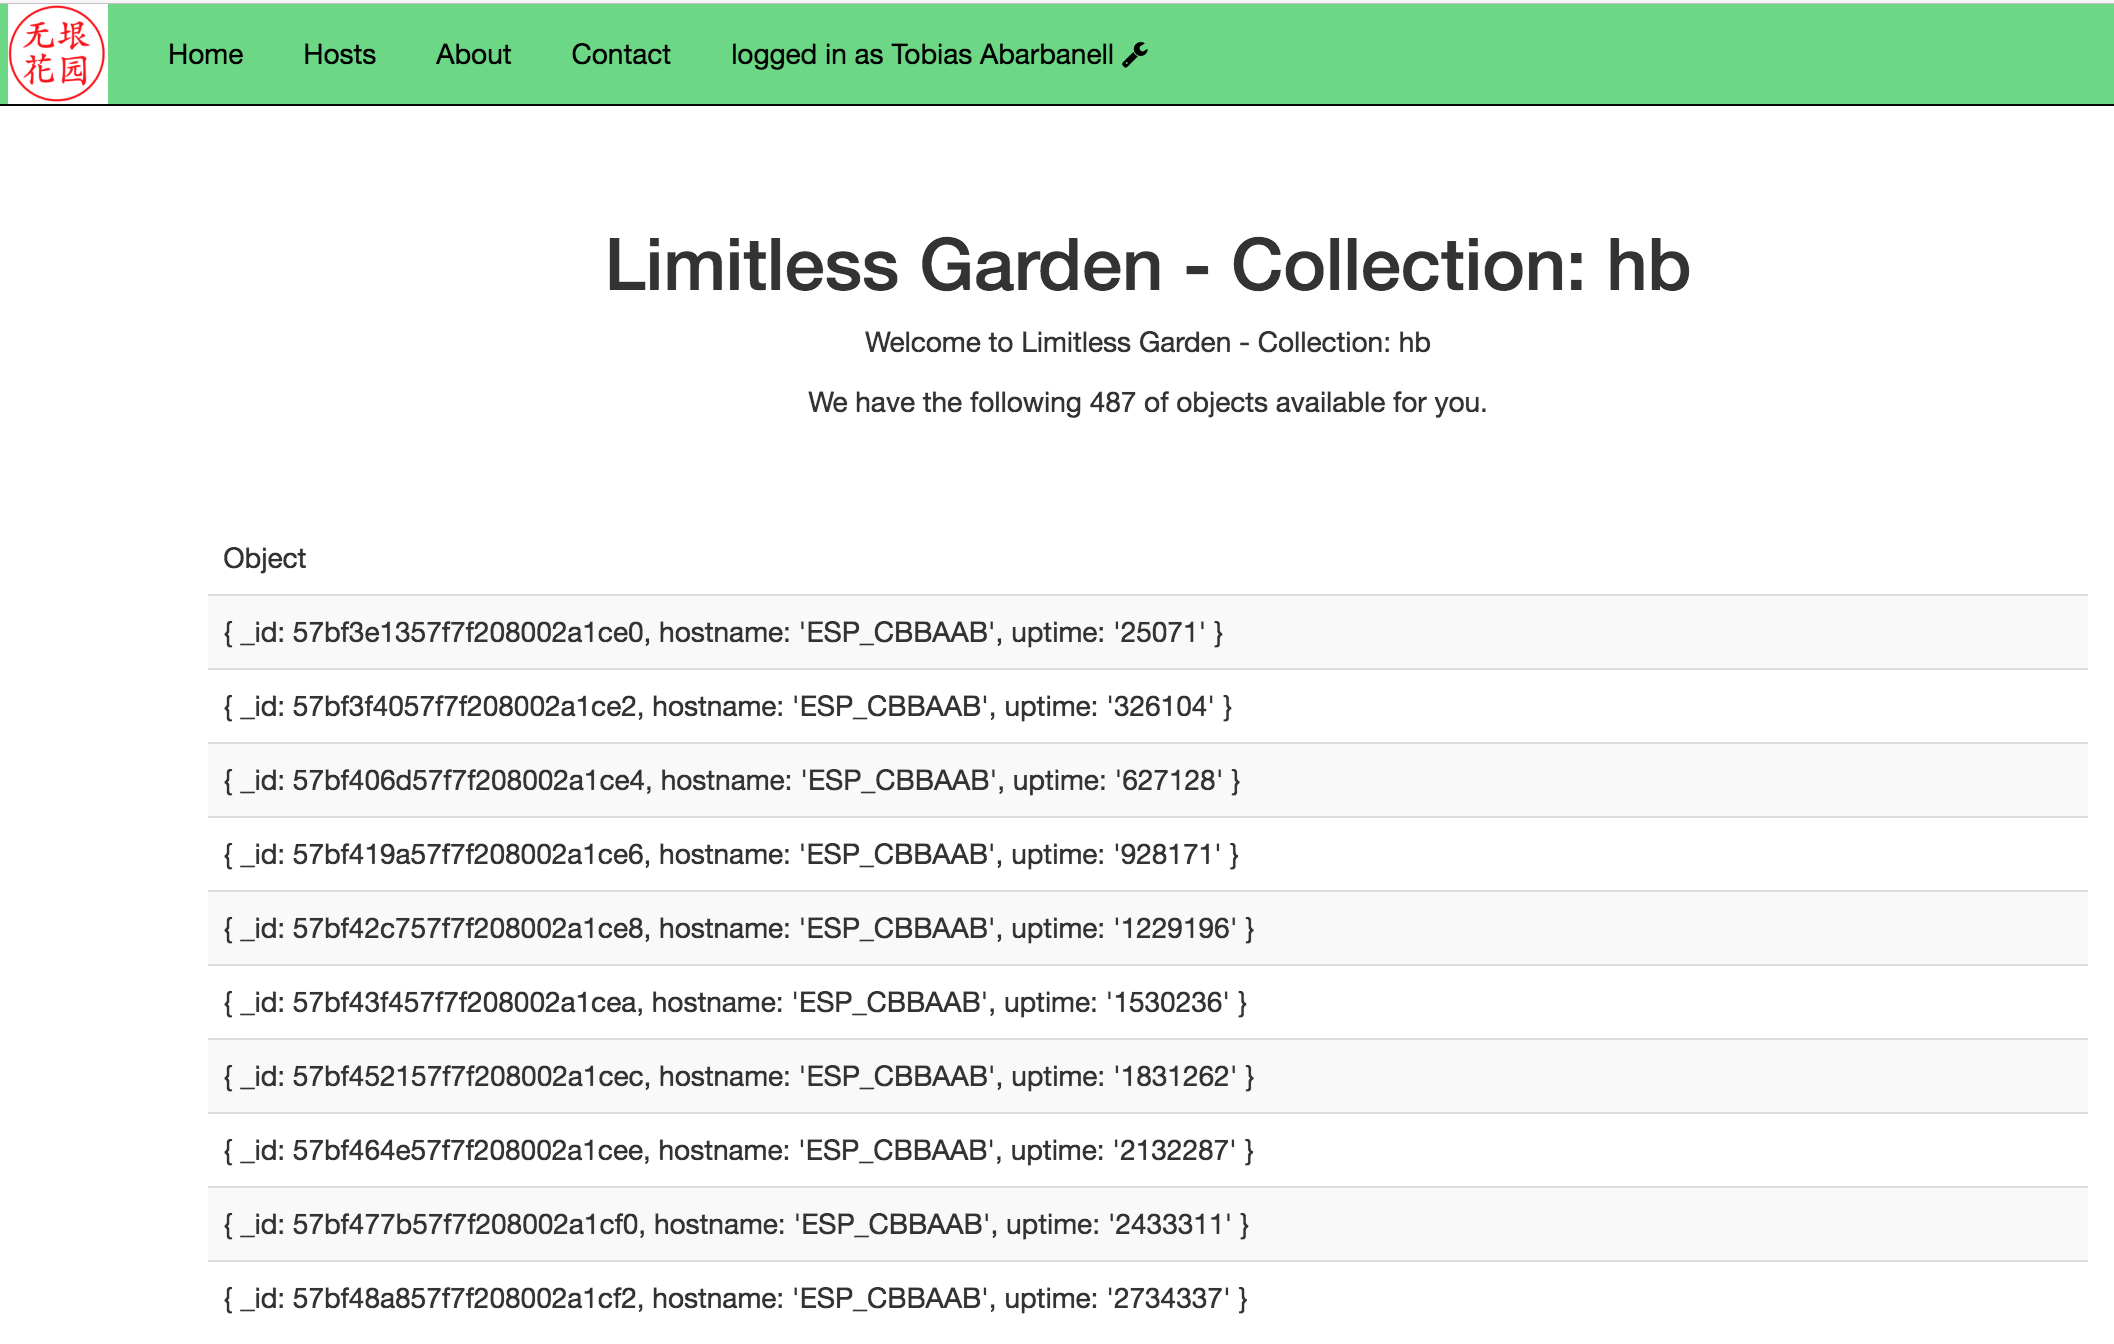 无垠
花园
Home Hosts About Contact logged in as Tobias Abarbanell
Limitless Garden - Collection: hb
Welcome to Limitless Garden - Collection: hb
We have the following 487 of objects available for you.
Object
{ _id: 57bf3e1357f7f208002a1ce0, hostname: 'ESP_CBBAAB', uptime: '25071' }
{ _id: 57bf3f4057f7f208002a1ce2, hostname: 'ESP_CBBAAB', uptime: '326104' }
{ _id: 57bf406d57f7f208002a1ce4, hostname: 'ESP_CBBAAB', uptime: '627128' }
{ _id: 57bf419a57f7f208002a1ce6, hostname: 'ESP_CBBAAB', uptime: '928171' }
{ _id: 57bf42c757f7f208002a1ce8, hostname: 'ESP_CBBAAB', uptime: '1229196' }
{ _id: 57bf43f457f7f208002a1cea, hostname: 'ESP_CBBAAB', uptime: '1530236' }
{ _id: 57bf452157f7f208002a1cec, hostname: 'ESP_CBBAAB', uptime: '1831262' }
{ _id: 57bf464e57f7f208002a1cee, hostname: 'ESP_CBBAAB', uptime: '2132287' }
{ _id: 57bf477b57f7f208002a1cf0, hostname: 'ESP_CBBAAB', uptime: '2433311' }
{ _id: 57bf48a857f7f208002a1cf2, hostname: 'ESP_CBBAAB', uptime: '2734337' }